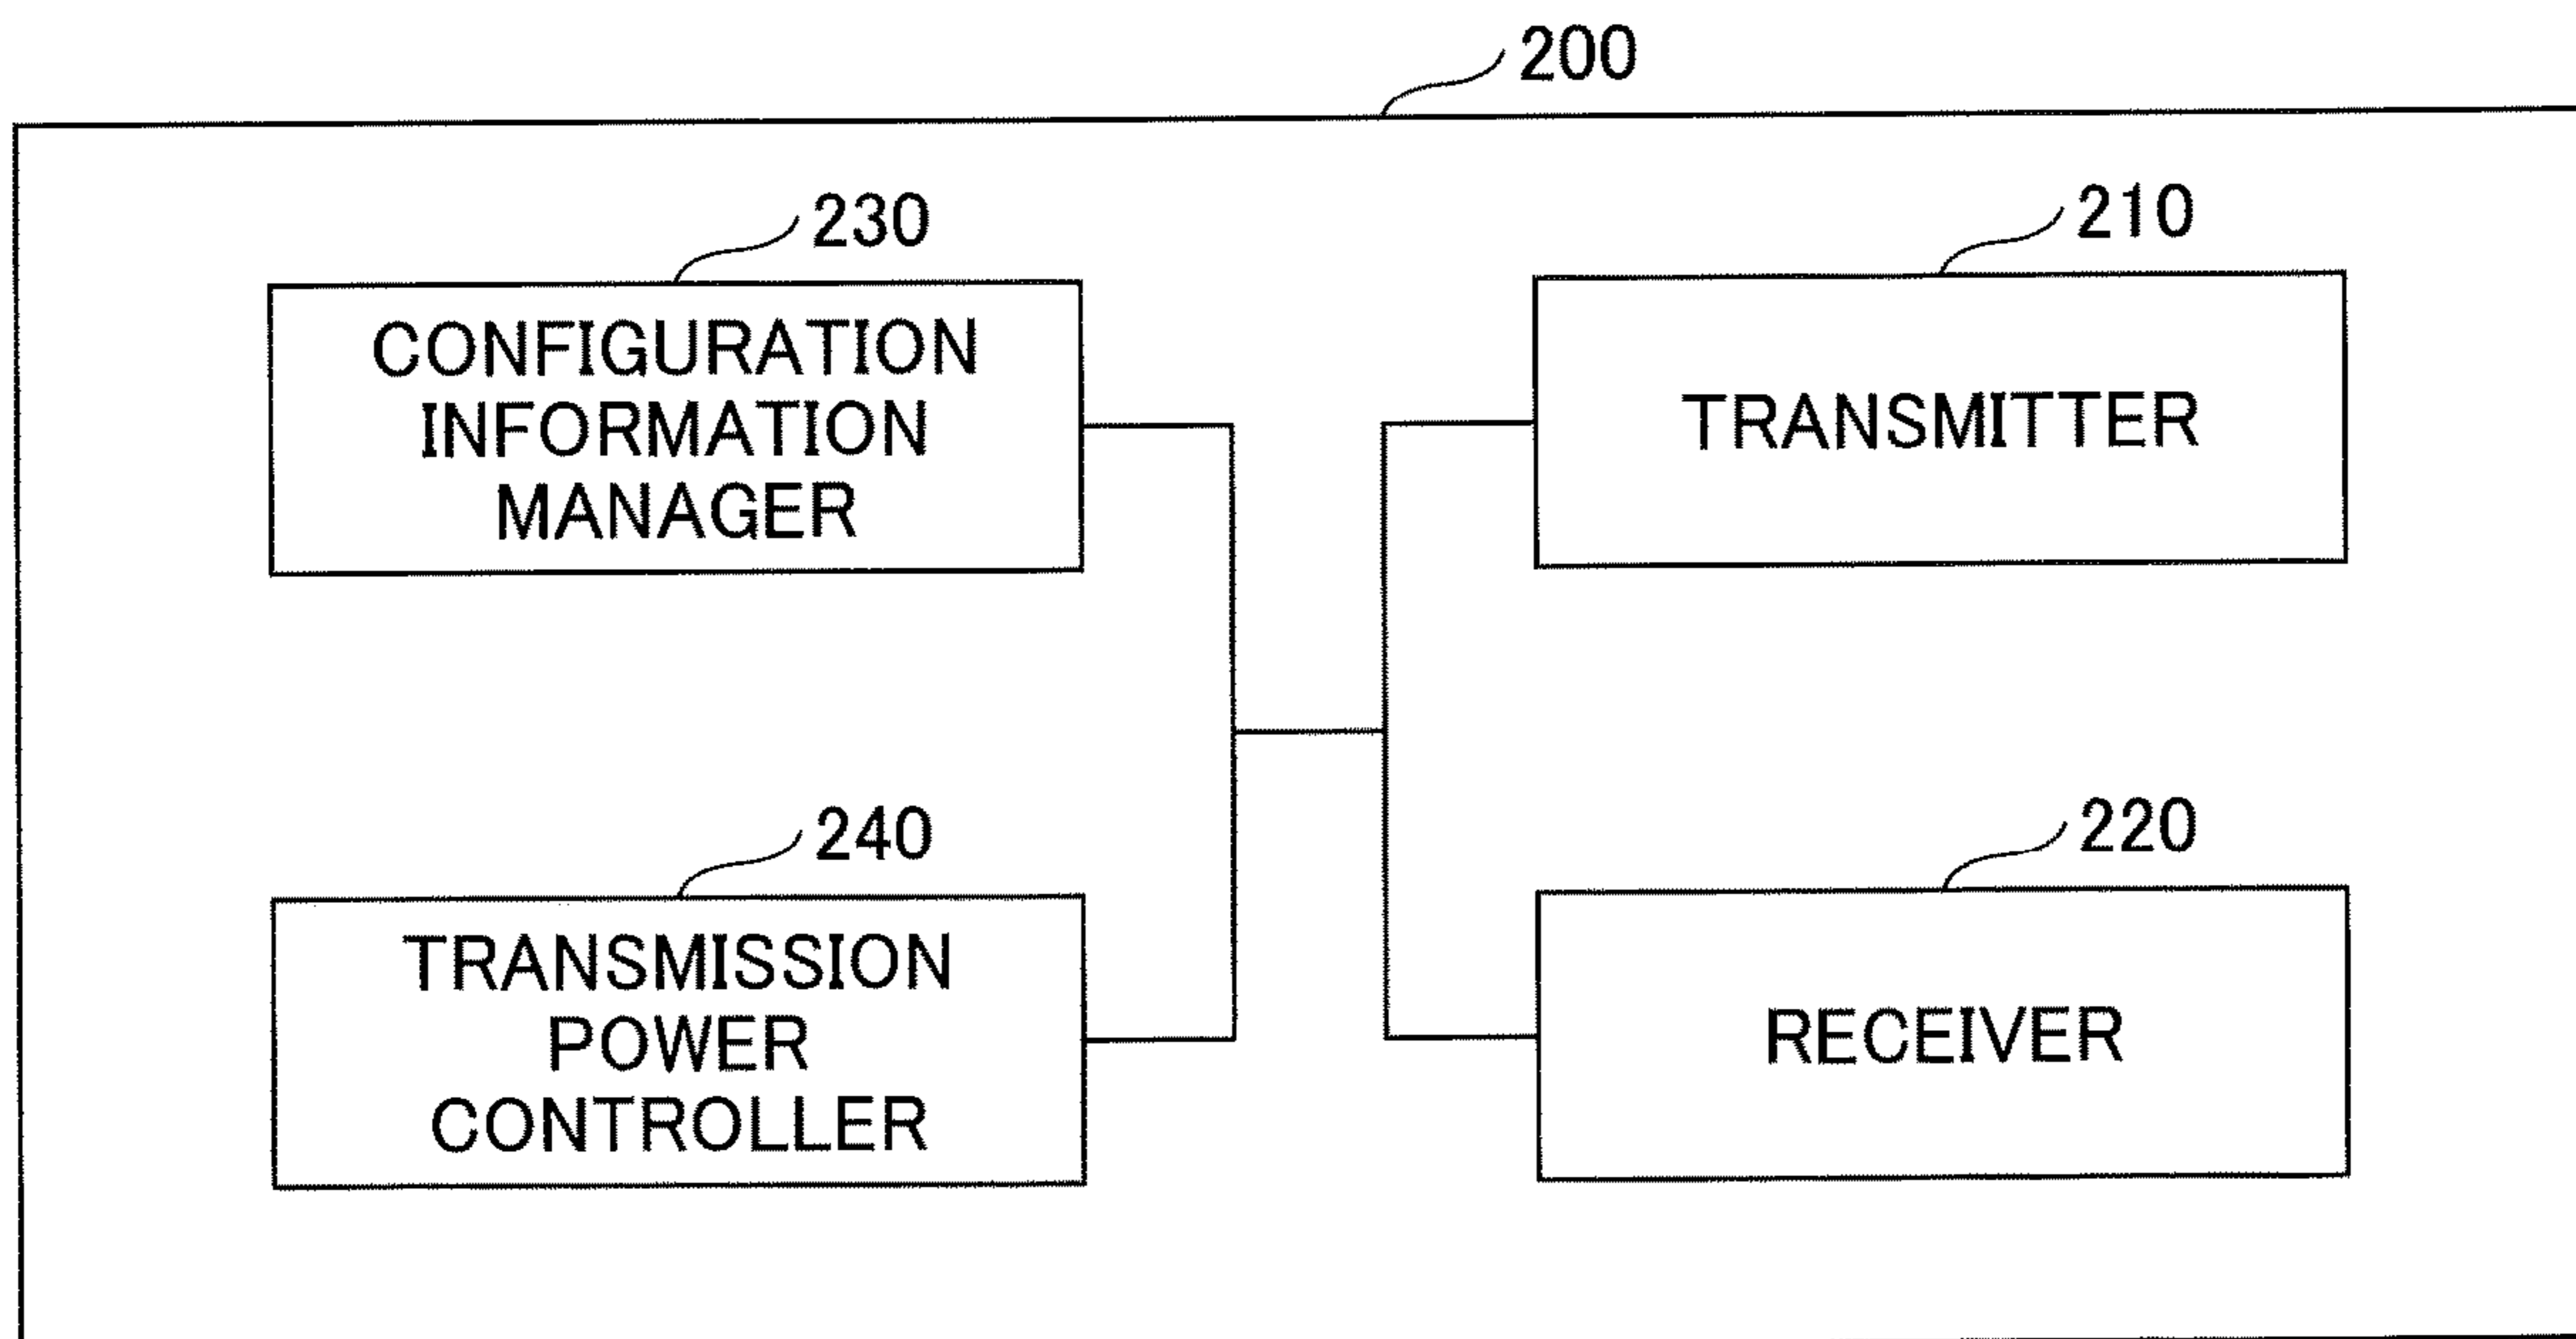 200
230
CONFIGURATION
INFORMATION
MANAGER
210
TRANSMITTER
240
TRANSMISSION
POWER
CONTROLLER
220
RECEIVER